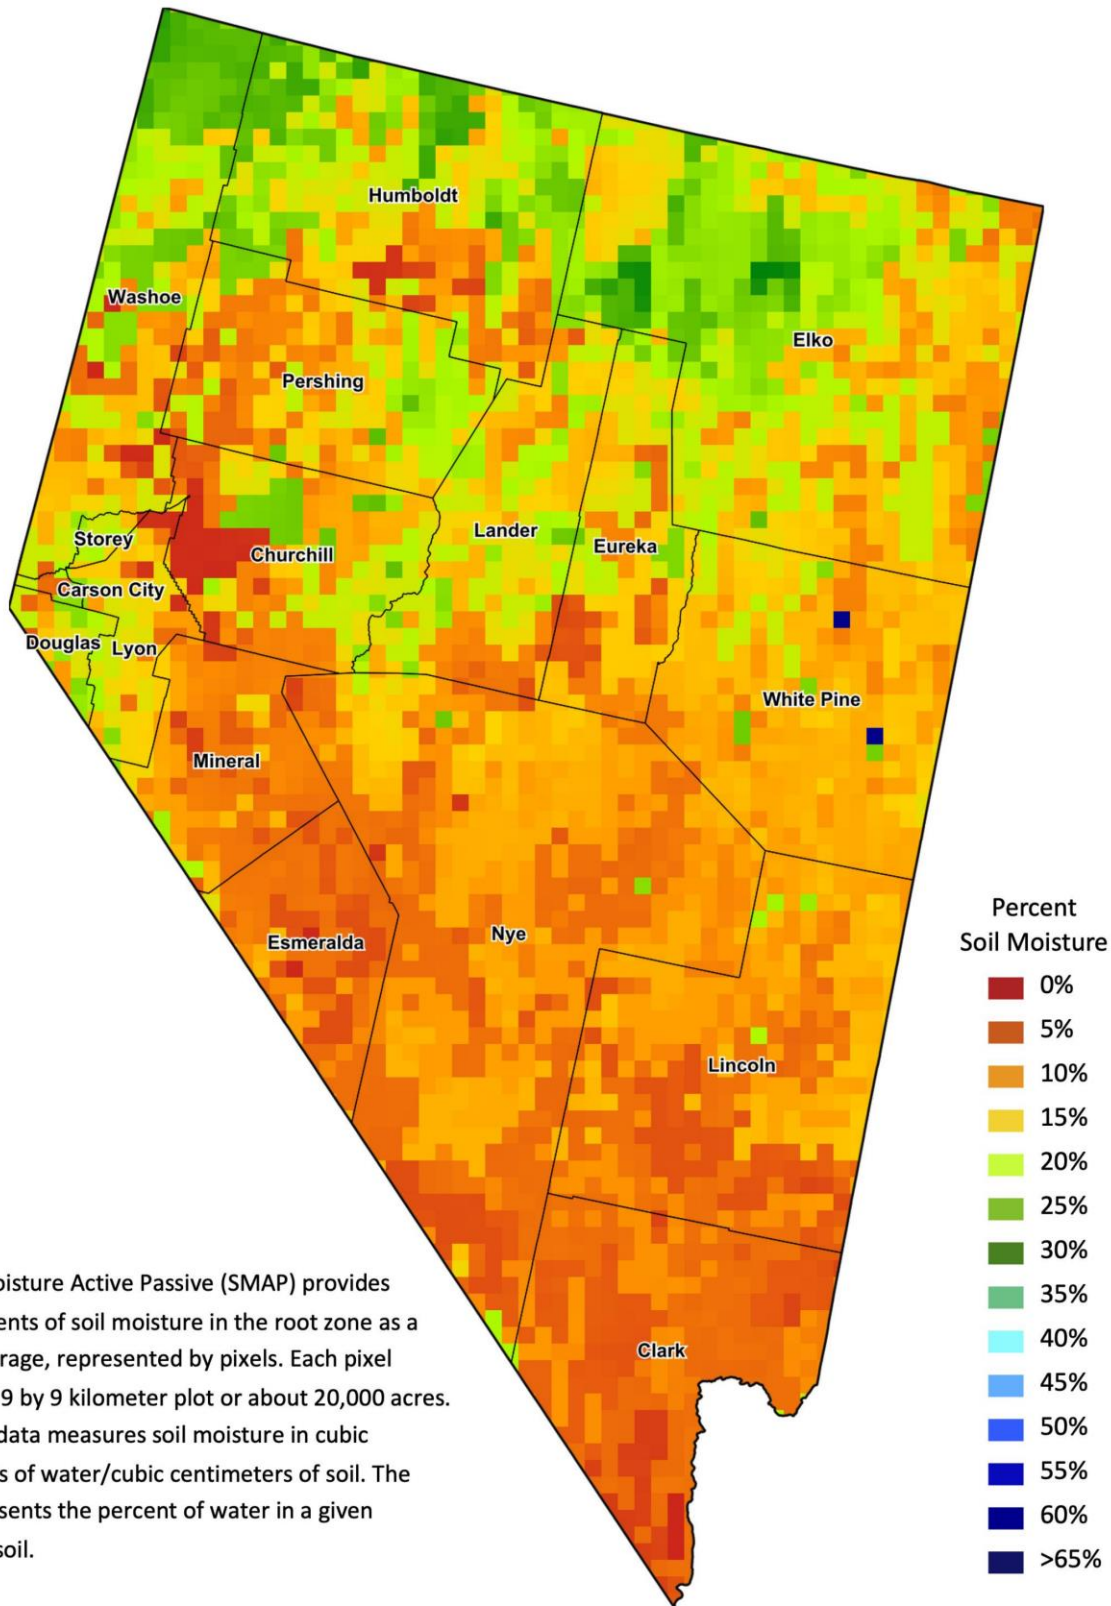 Humboldt
Washoe
Elko
Pershing
Lander
Storey
Eureka
Churchill
Carson City
Douglas
Lyon
White Pine
Mineral
Nye
Esmeralda
Lincoln
Clark
Percent
Soil Moisture
0%
5%
10%
15%
20%
25%
30%
35%
40%
45%
50%
55%
60%
>65%
oisture Active Passive (SMAP) provides
ents of soil moisture in the root zone as a
rage, represented by pixels. Each pixel
9 by 9 kilometer plot or about 20,000 acres.
data measures soil moisture in cubic
s of water/cubic centimeters of soil. The
sents the percent of water in a given
soil.